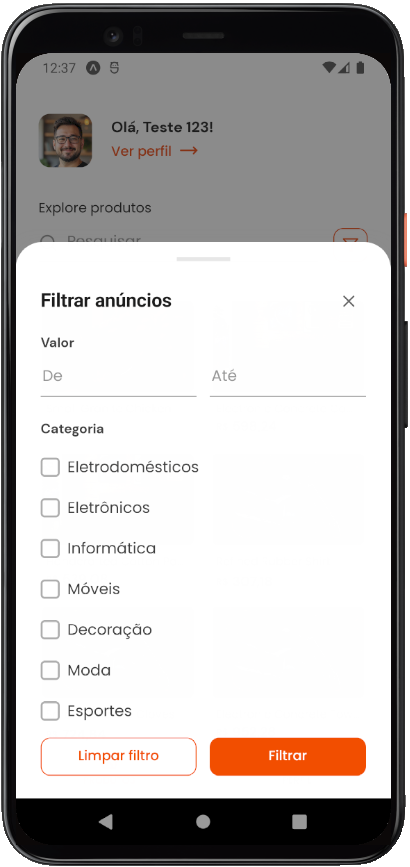 12:37
Olá, Teste 123!
Ver perfil →
Explore produtos
Pesquisar
Filtrar anúncios
Valor
De Até
Categoria
Eletrodomésticos
Eletrônicos
Informática
Móveis
Decoração
Moda
Esportes
Limpar filtro Filtrar